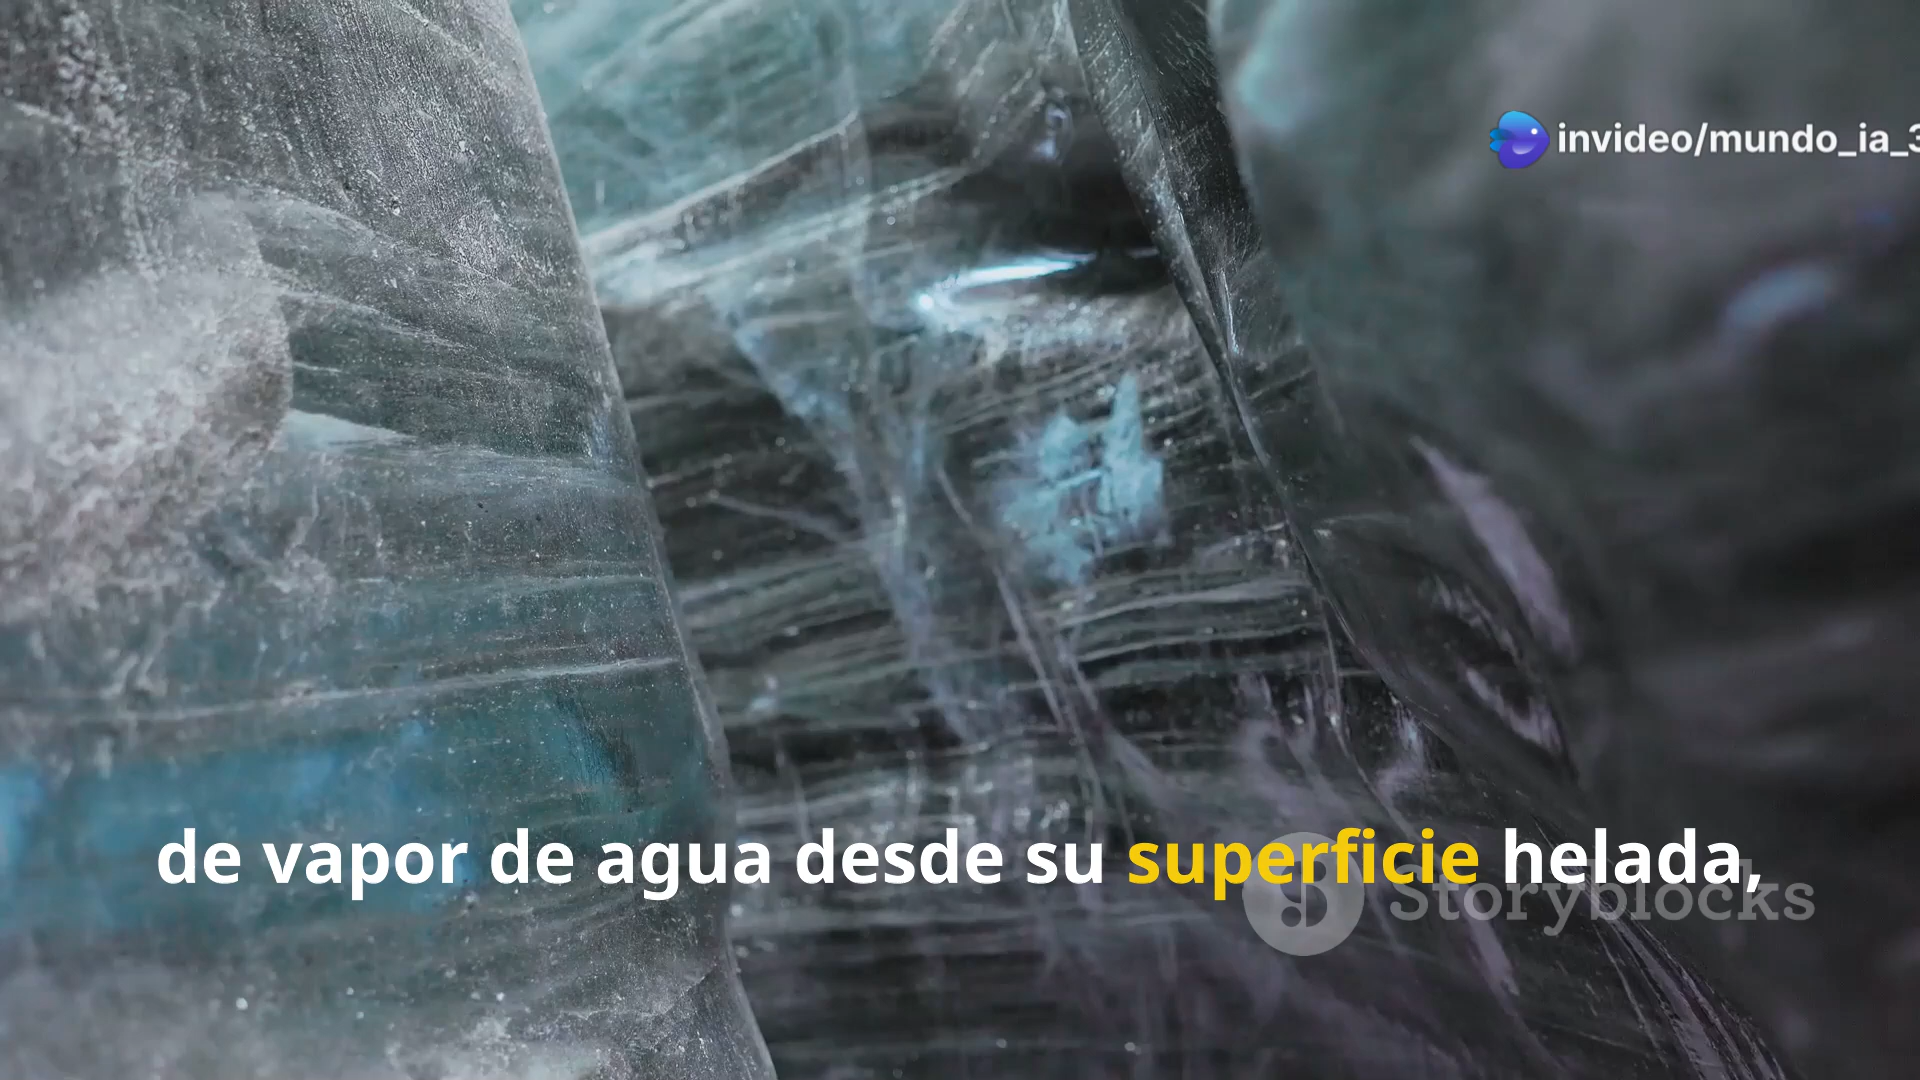 invideo/mundo_ia_3
de vapor de agua desde su superficie helada,
Storyblocks